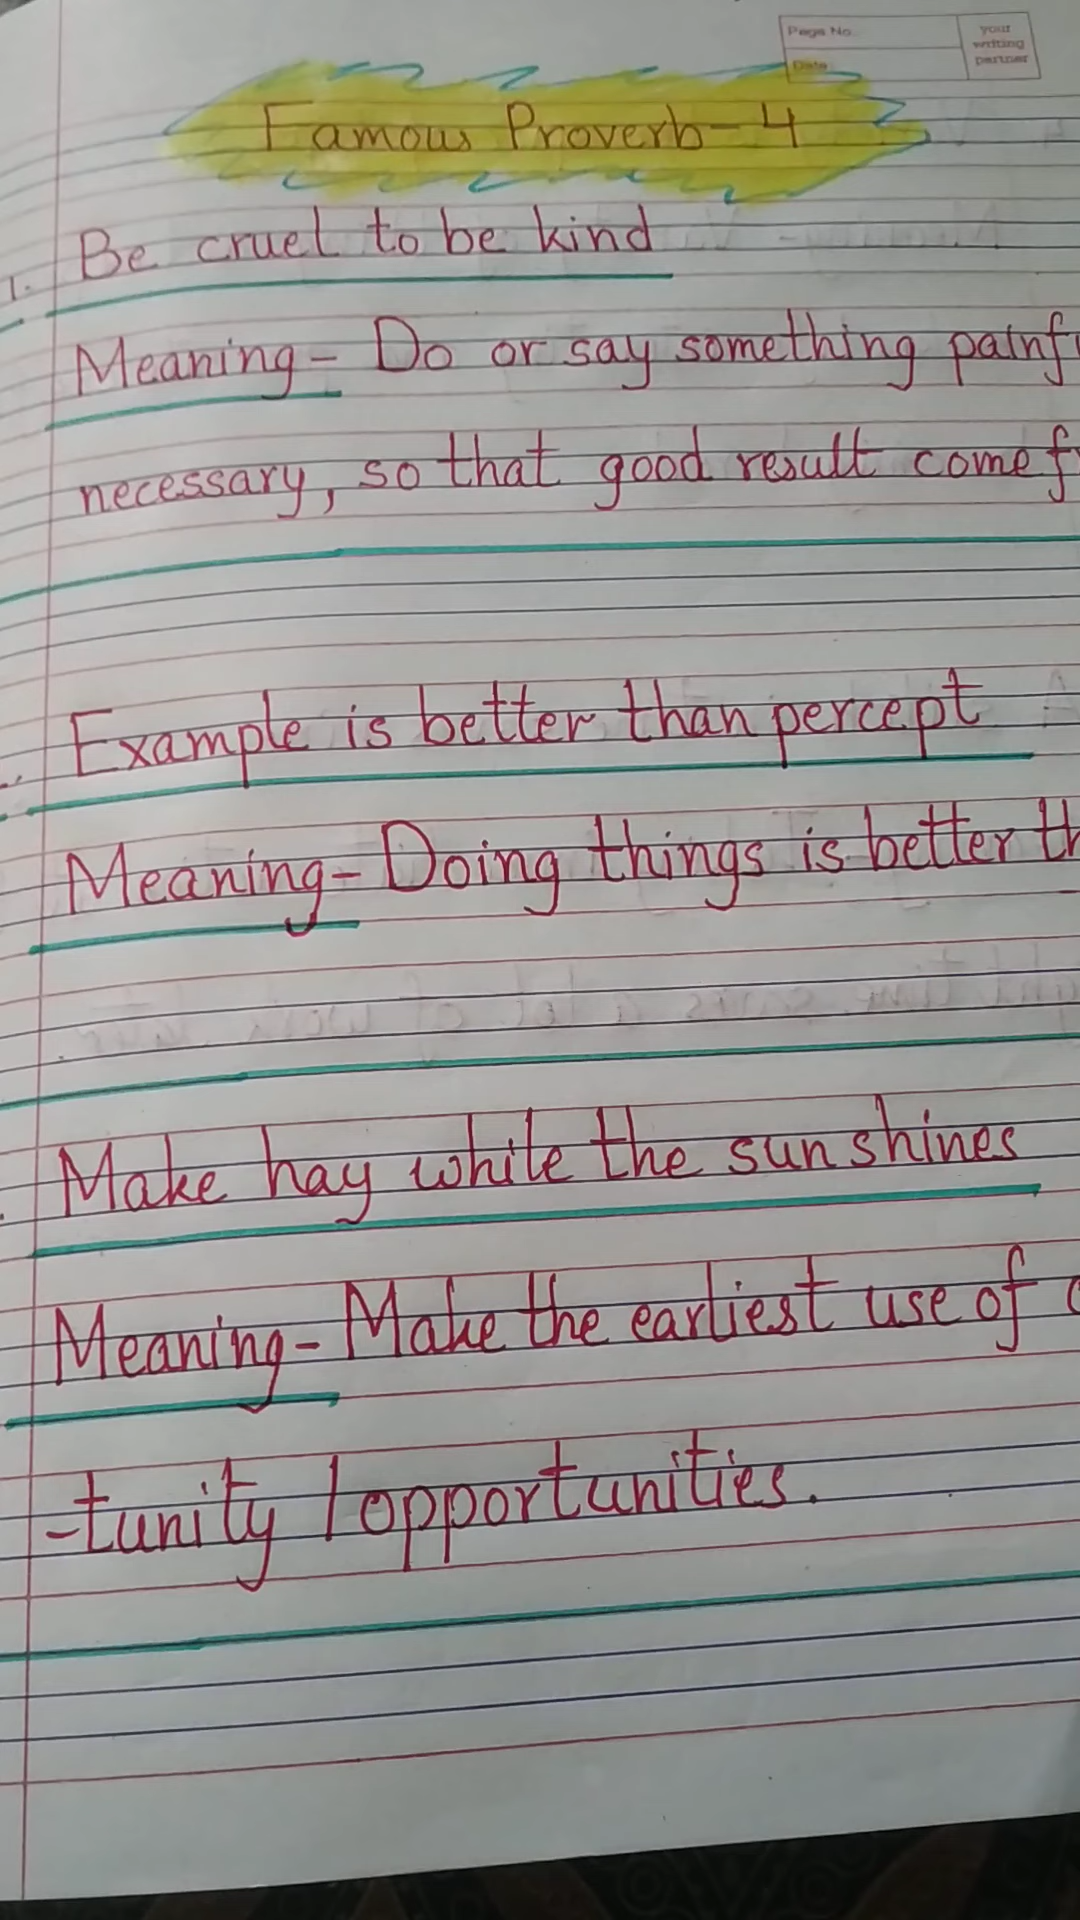 Page No.
Date
your
writing
partner
Famous Proverb-4
1. Be cruel to be kind
Meaning- Do or say something painf
necessary, so that good result come f
Example is better than percept
Meaning- Doing things is better th
Make hay while the sun shines
Meaning- Make the earliest use of
-tunity / opportunities.